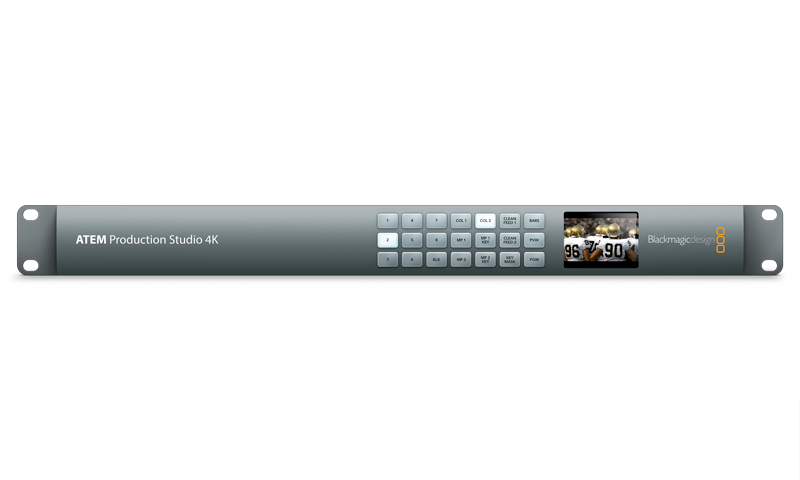 ATEM Production Studio 4K
1 4 7 COL 1 COL 2 CLEAN FEED 1 BARS
2 5 8 MP 1 MP 1 KEY CLEAN FEED 2 PVW
3 6 BLK MP 2 MP 2 KEY KEY MASK PGM
96 90
Blackmagicdesign